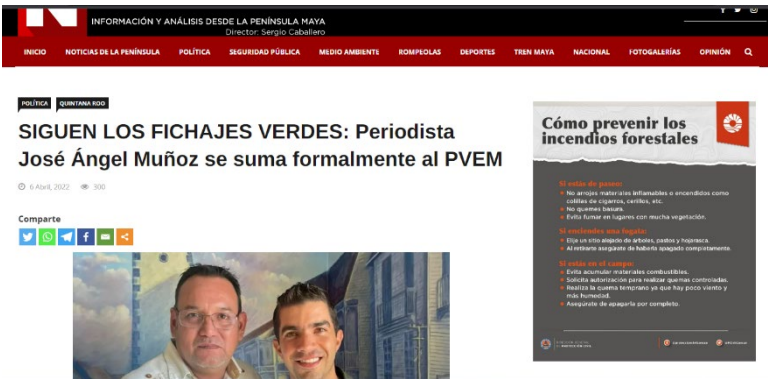 INFORMACIÓN Y ANÁLISIS DESDE LA PENÍNSULA MAYA
Director: Sergio Caballero
INICIO NOTICIAS DE LA PENÍNSULA POLÍTICA SEGURIDAD PÚBLICA MEDIO AMBIENTE ROMPEOLAS DEPORTES TREN MAYA NACIONAL FOTOGALERÍAS OPINIÓN
POLÍTICA QUINTANA ROO
SIGUEN LOS FICHAJES VERDES: Periodista
José Ángel Muñoz se suma formalmente al PVEM
6 Abril, 2022 300
Comparte
Cómo prevenir los
incendios forestales
Si estás de paseo:
No arrojes materiales inflamables o encendidos como
colillas de cigarros, cerillos, etc.
No quemes basura.
Evita fumar en lugares con mucha vegetación.
Si enciendes una fogata:
Elije un sitio alejado de árboles, pastos y hojarasca.
Al retirarte asegúrate de haberla apagado completamente.
Si estás en el campo:
Evita acumular materiales combustibles.
Solicita autorización para realizar quemas controladas.
Realiza la quema temprano ya que hay poco viento y
más humedad.
Asegurate de apagarla por completo.